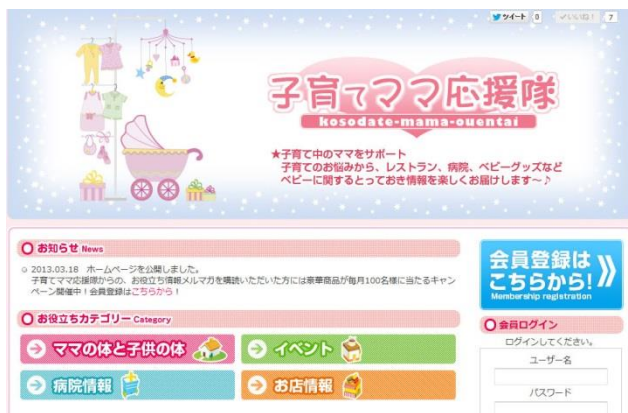 ツイート 0 いいね! 7
子育てママ応援隊
kosodate-mama-ouentai
★子育て中のママをサポート
子育てのお悩みから、レストラン、病院、ベビーグッズなど
ベビーに関するとっておき情報を楽しくお届けします~♪
お知らせ News
2013.03.18 ホームページを公開しました。
子育てママ応援隊からの、お役立ち情報メルマガを購読いただいた方には豪華商品が毎月100名様に当たるキャン
ペーン開催中!会員登録はこちらから!
お役立ちカテゴリー Category
ママの体と子供の体
イベント
病院情報
お店情報
会員登録は
こちらから!
Membership registration
会員ログイン
ログインしてください。
ユーザー名
パスワード